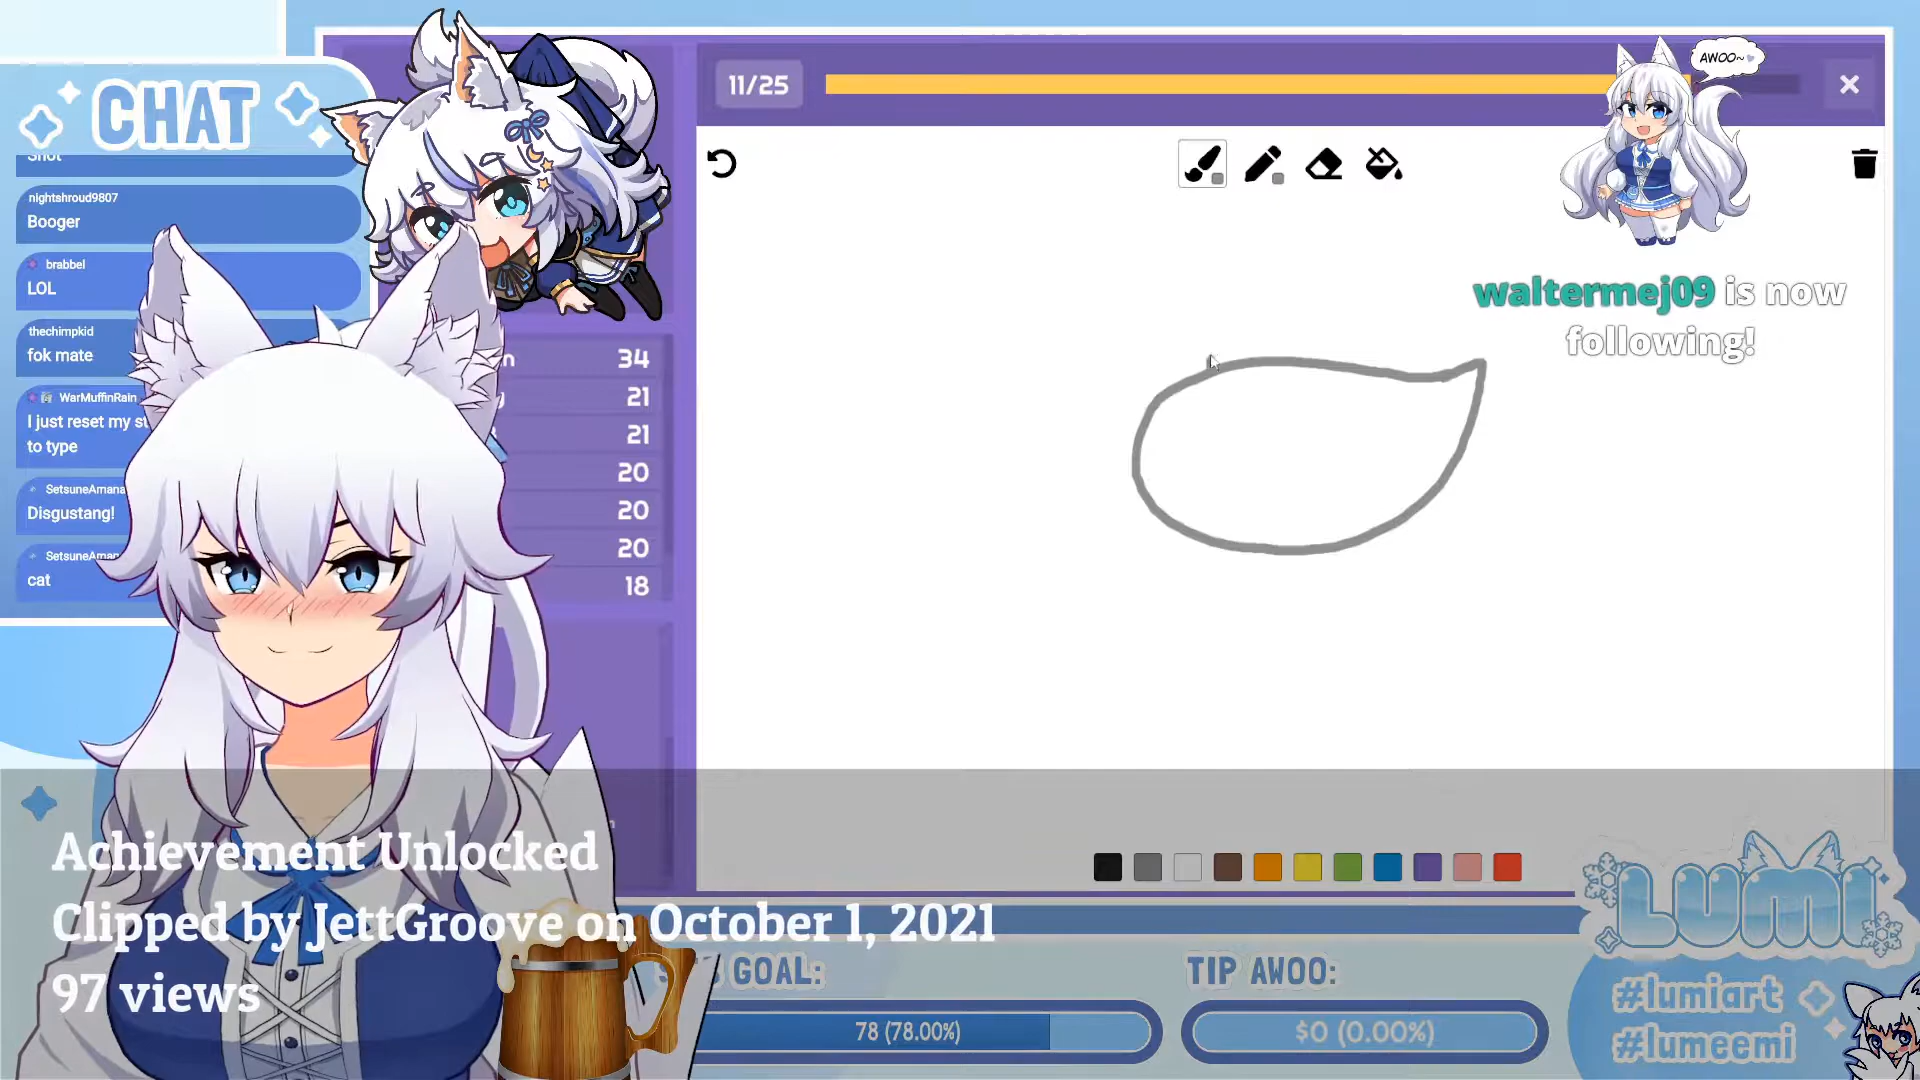 CHAT
Shot
nightshroud9807
Booger
brabbel
LOL
thechimpkid
fok mate
WarMuffinRain
I just reset my
to type
SetsuneAmana
Disgustang!
cat
34
21
21
20
20
20
18
11/25
AWOO~
waltermej09 is now
following!
Achievement Unlocked
Clipped by JettGroove on October 1, 2021
97 views
GOAL:
78 (78.00%)
TIP AWOO:
$0 (0.00%)
LUMI
#lumiart
#lumeemi